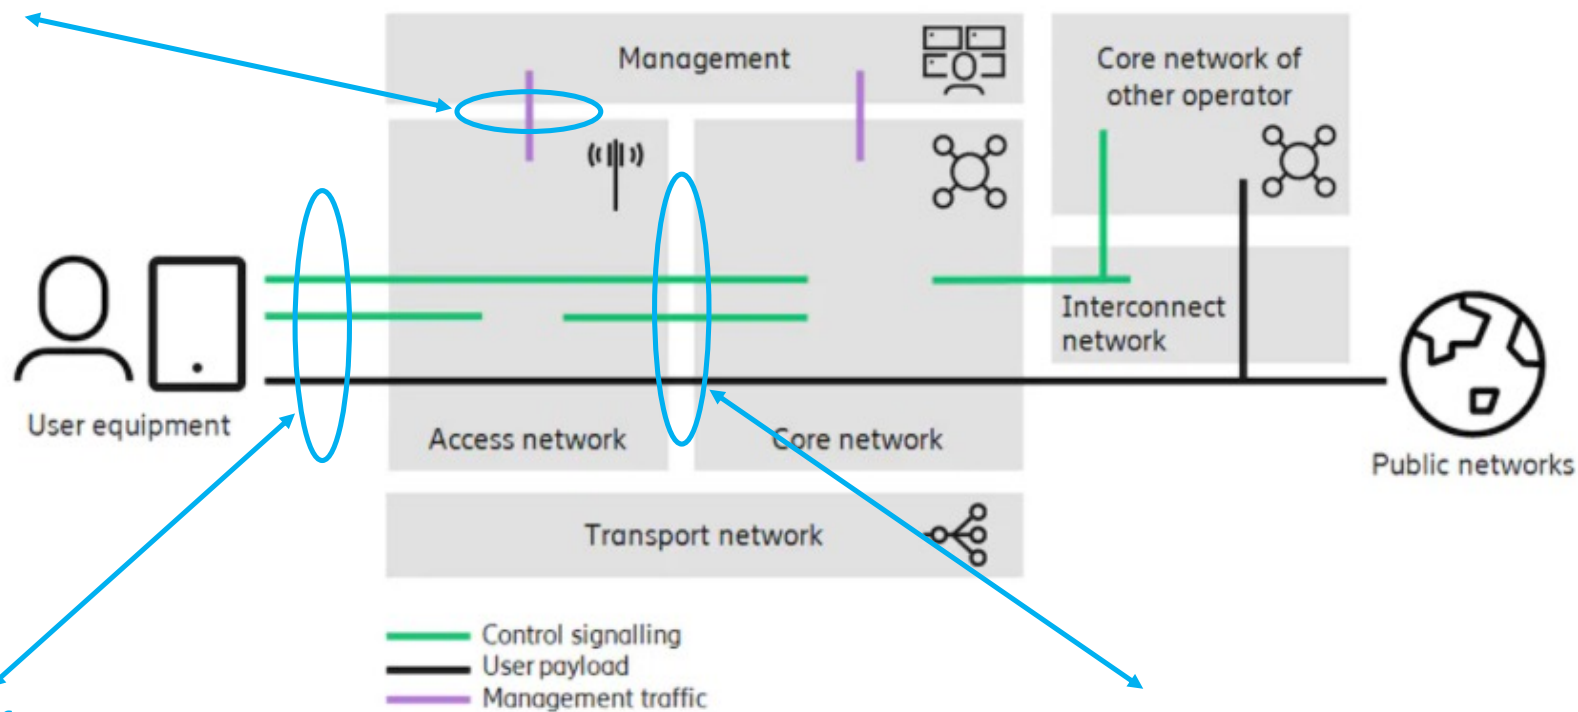 Management
Core network of
other operator
Interconnect
network
User equipment
Access network
Core network
Public networks
Transport network
Control signalling
User payload
Management traffic